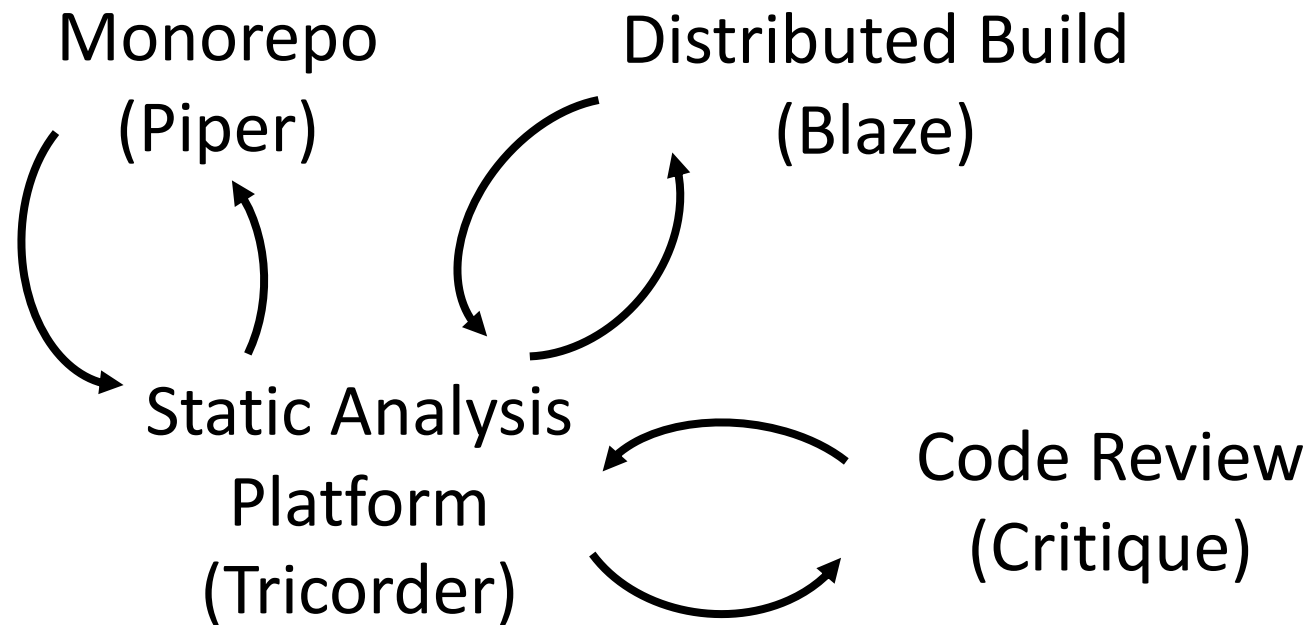 Monorepo
(Piper)
Distributed Build
(Blaze)
Static Analysis
Platform
(Tricorder)
Code Review
(Critique)